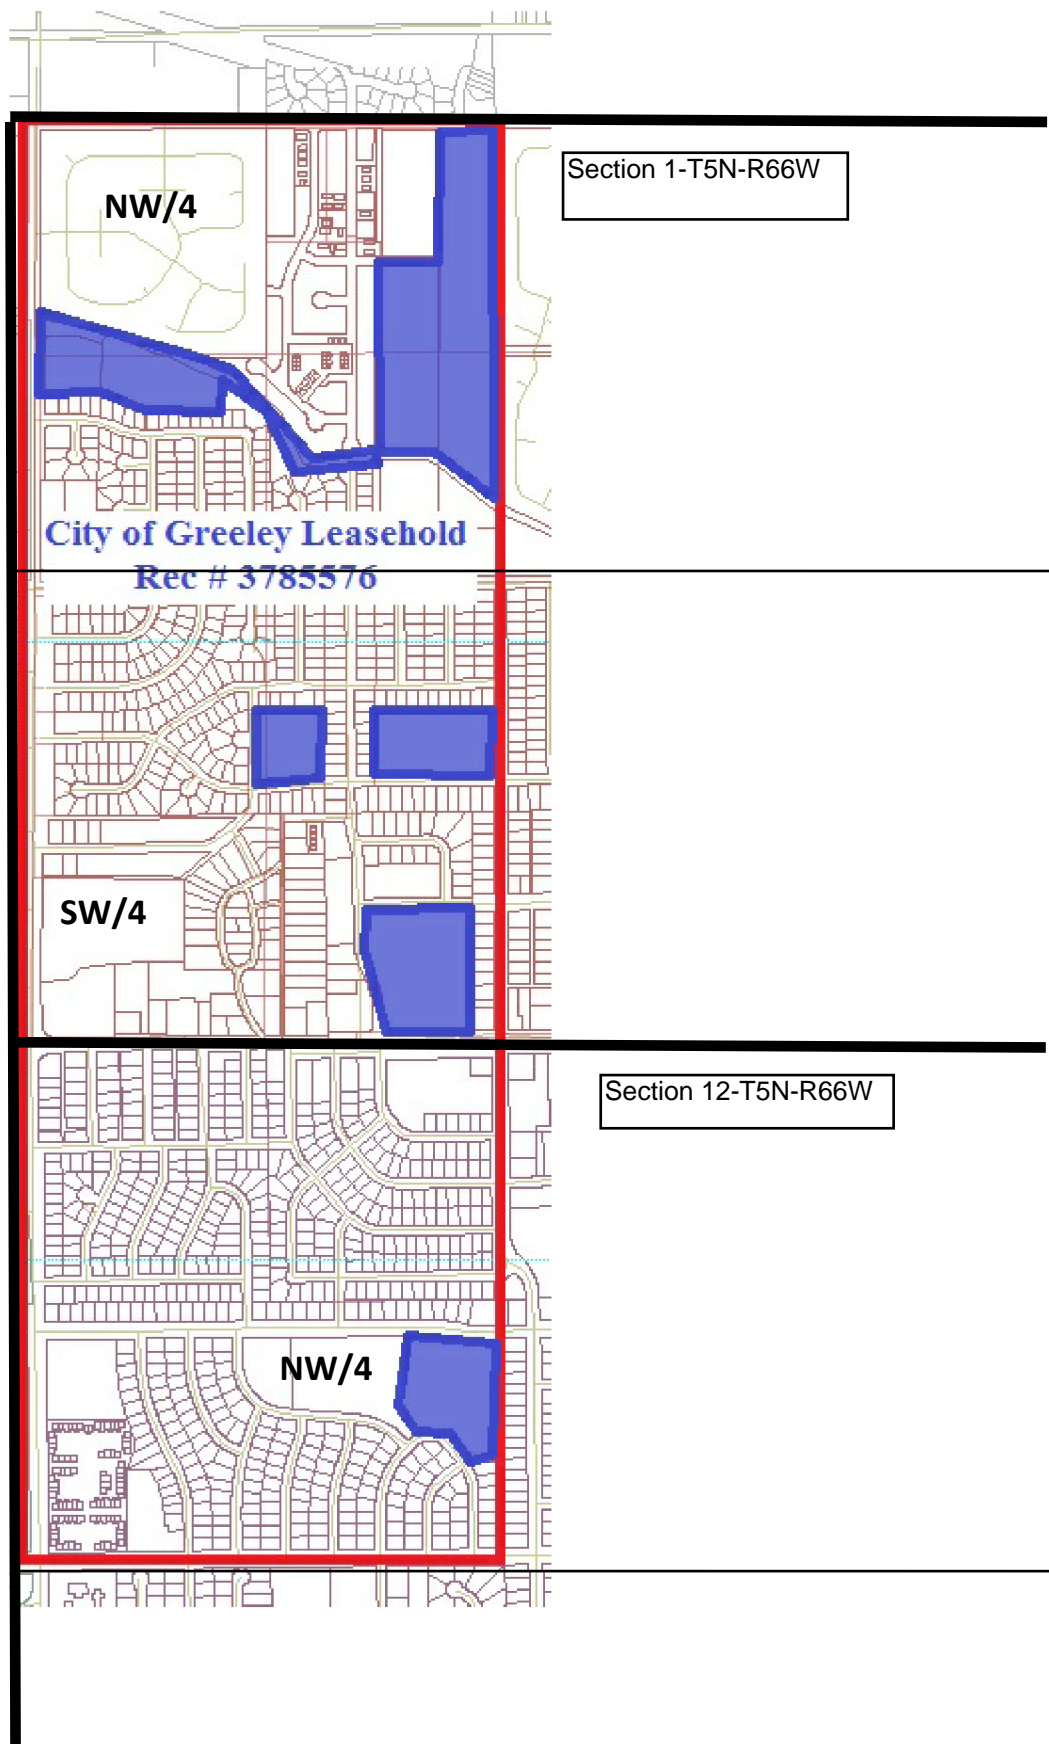 Section 1-T5N-R66W
NW/4
City of Greeley Leasehold
Rec # 3785576
SW/4
Section 12-T5N-R66W
NW/4